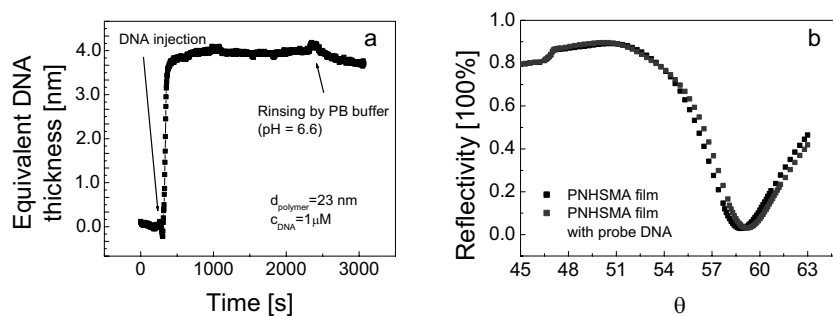 a
DNA injection
Rinsing by PB buffer
(pH = 6.6)
d_polymer=23 nm
c_DNA=1µM
Equivalent DNA
thickness [nm]
4.0
3.0
2.0
1.0
0.0
0
1000
2000
3000
Time [s]
b
Reflectivity [100%]
1.0
0.8
0.6
0.4
0.2
0.0
PNHSMA film
PNHSMA film
with probe DNA
45
48
51
54
57
60
63
θ